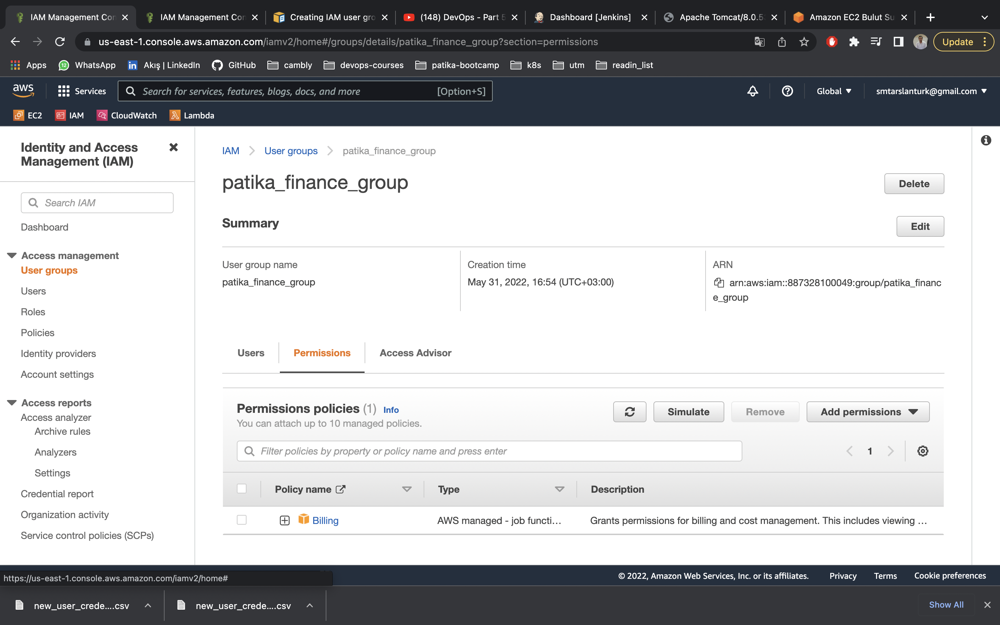 IAM Management Con
IAM Management Con
Creating IAM user gro
(148) DevOps - Part 5
Dashboard [Jenkins]
Apache Tomcat/8.0.53
Amazon EC2 Bulut Su
us-east-1.console.aws.amazon.com/iamv2/home#/groups/details/patika_finance_group?section=permissions
Update
Apps
12
WhatsApp
in
Akış | LinkedIn
GitHub
cambly
devops-courses
patika-bootcamp
k8s
utm
readin_list
aws
Services
Search for services, features, blogs, docs, and more
[Option+S]
Global
smtarslanturk@gmail.com
EC2
IAM
CloudWatch
Lambda
Identity and Access
Management (IAM)
Search IAM
Dashboard
Access management
User groups
Users
Roles
Policies
Identity providers
Account settings
Access reports
Access analyzer
Archive rules
Analyzers
Settings
Credential report
Organization activity
Service control policies (SCPs)
IAM
User groups
patika_finance_group
patika_finance_group
Delete
Summary
Edit
User group name
patika_finance_group
Creation time
May 31, 2022, 16:54 (UTC+03:00)
ARN
arn:aws:iam::887328100049:group/patika_financ
e_group
Users
Permissions
Access Advisor
Permissions policies (1)
Info
You can attach up to 10 managed policies.
Simulate
Remove
Add permissions
Filter policies by property or policy name and press enter
1
Policy name
Type
Description
Billing
AWS managed - job functi...
Grants permissions for billing and cost management. This includes viewing ...
https://us-east-1.console.aws.amazon.com/iamv2/home#
© 2022, Amazon Web Services, Inc. or its affiliates.
Privacy
Terms
Cookie preferences
new_user_crede....csv
new_user_crede....csv
Show All